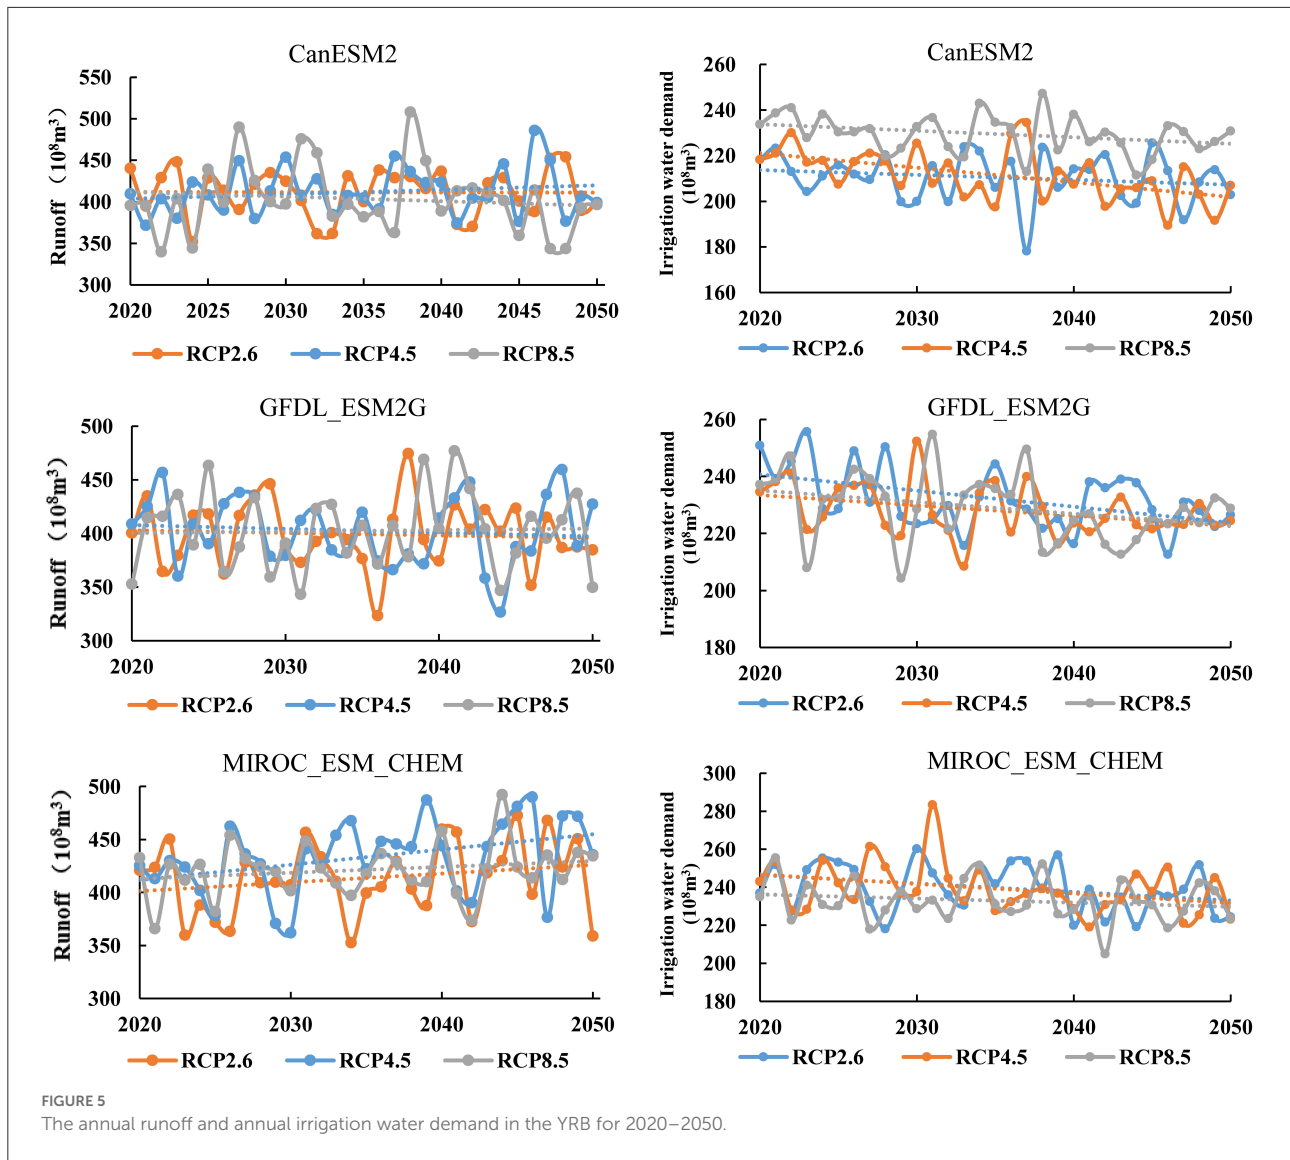 CanESM2
Runoff (10⁸m³)
550
500
450
400
350
300
2020 2025 2030 2035 2040 2045 2050
RCP2.6 RCP4.5 RCP8.5
CanESM2
Irrigation water demand
(10⁸m³)
260
240
220
200
180
160
2020 2030 2040 2050
RCP2.6 RCP4.5 RCP8.5
GFDL_ESM2G
Runoff (10⁸m³)
500
450
400
350
300
2020 2030 2040 2050
RCP2.6 RCP4.5 RCP8.5
GFDL_ESM2G
Irrigation water demand
(10⁸m³)
260
240
220
200
180
2020 2030 2040 2050
RCP2.6 RCP4.5 RCP8.5
MIROC_ESM_CHEM
Runoff (10⁸m³)
500
450
400
350
300
2020 2030 2040 2050
RCP2.6 RCP4.5 RCP8.5
MIROC_ESM_CHEM
Irrigation water demand
(10⁸m³)
300
280
260
240
220
200
180
2020 2030 2040 2050
RCP2.6 RCP4.5 RCP8.5
FIGURE 5
The annual runoff and annual irrigation water demand in the YRB for 2020–2050.